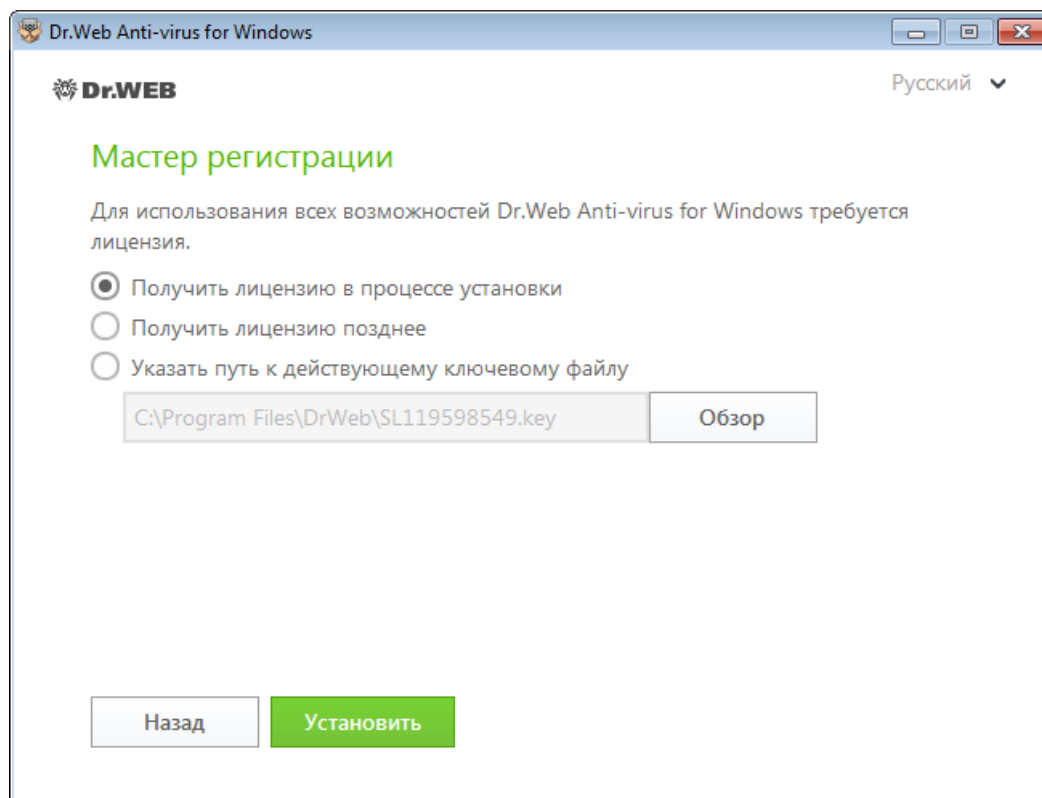 Dr.Web Anti-virus for Windows
Dr.WEB
Русский
Мастер регистрации
Для использования всех возможностей Dr.Web Anti-virus for Windows требуется
лицензия.
Получить лицензию в процессе установки
Получить лицензию позднее
Указать путь к действующему ключевому файлу
C:\Program Files\DrWeb\SL119598549.key
Обзор
Назад
Установить